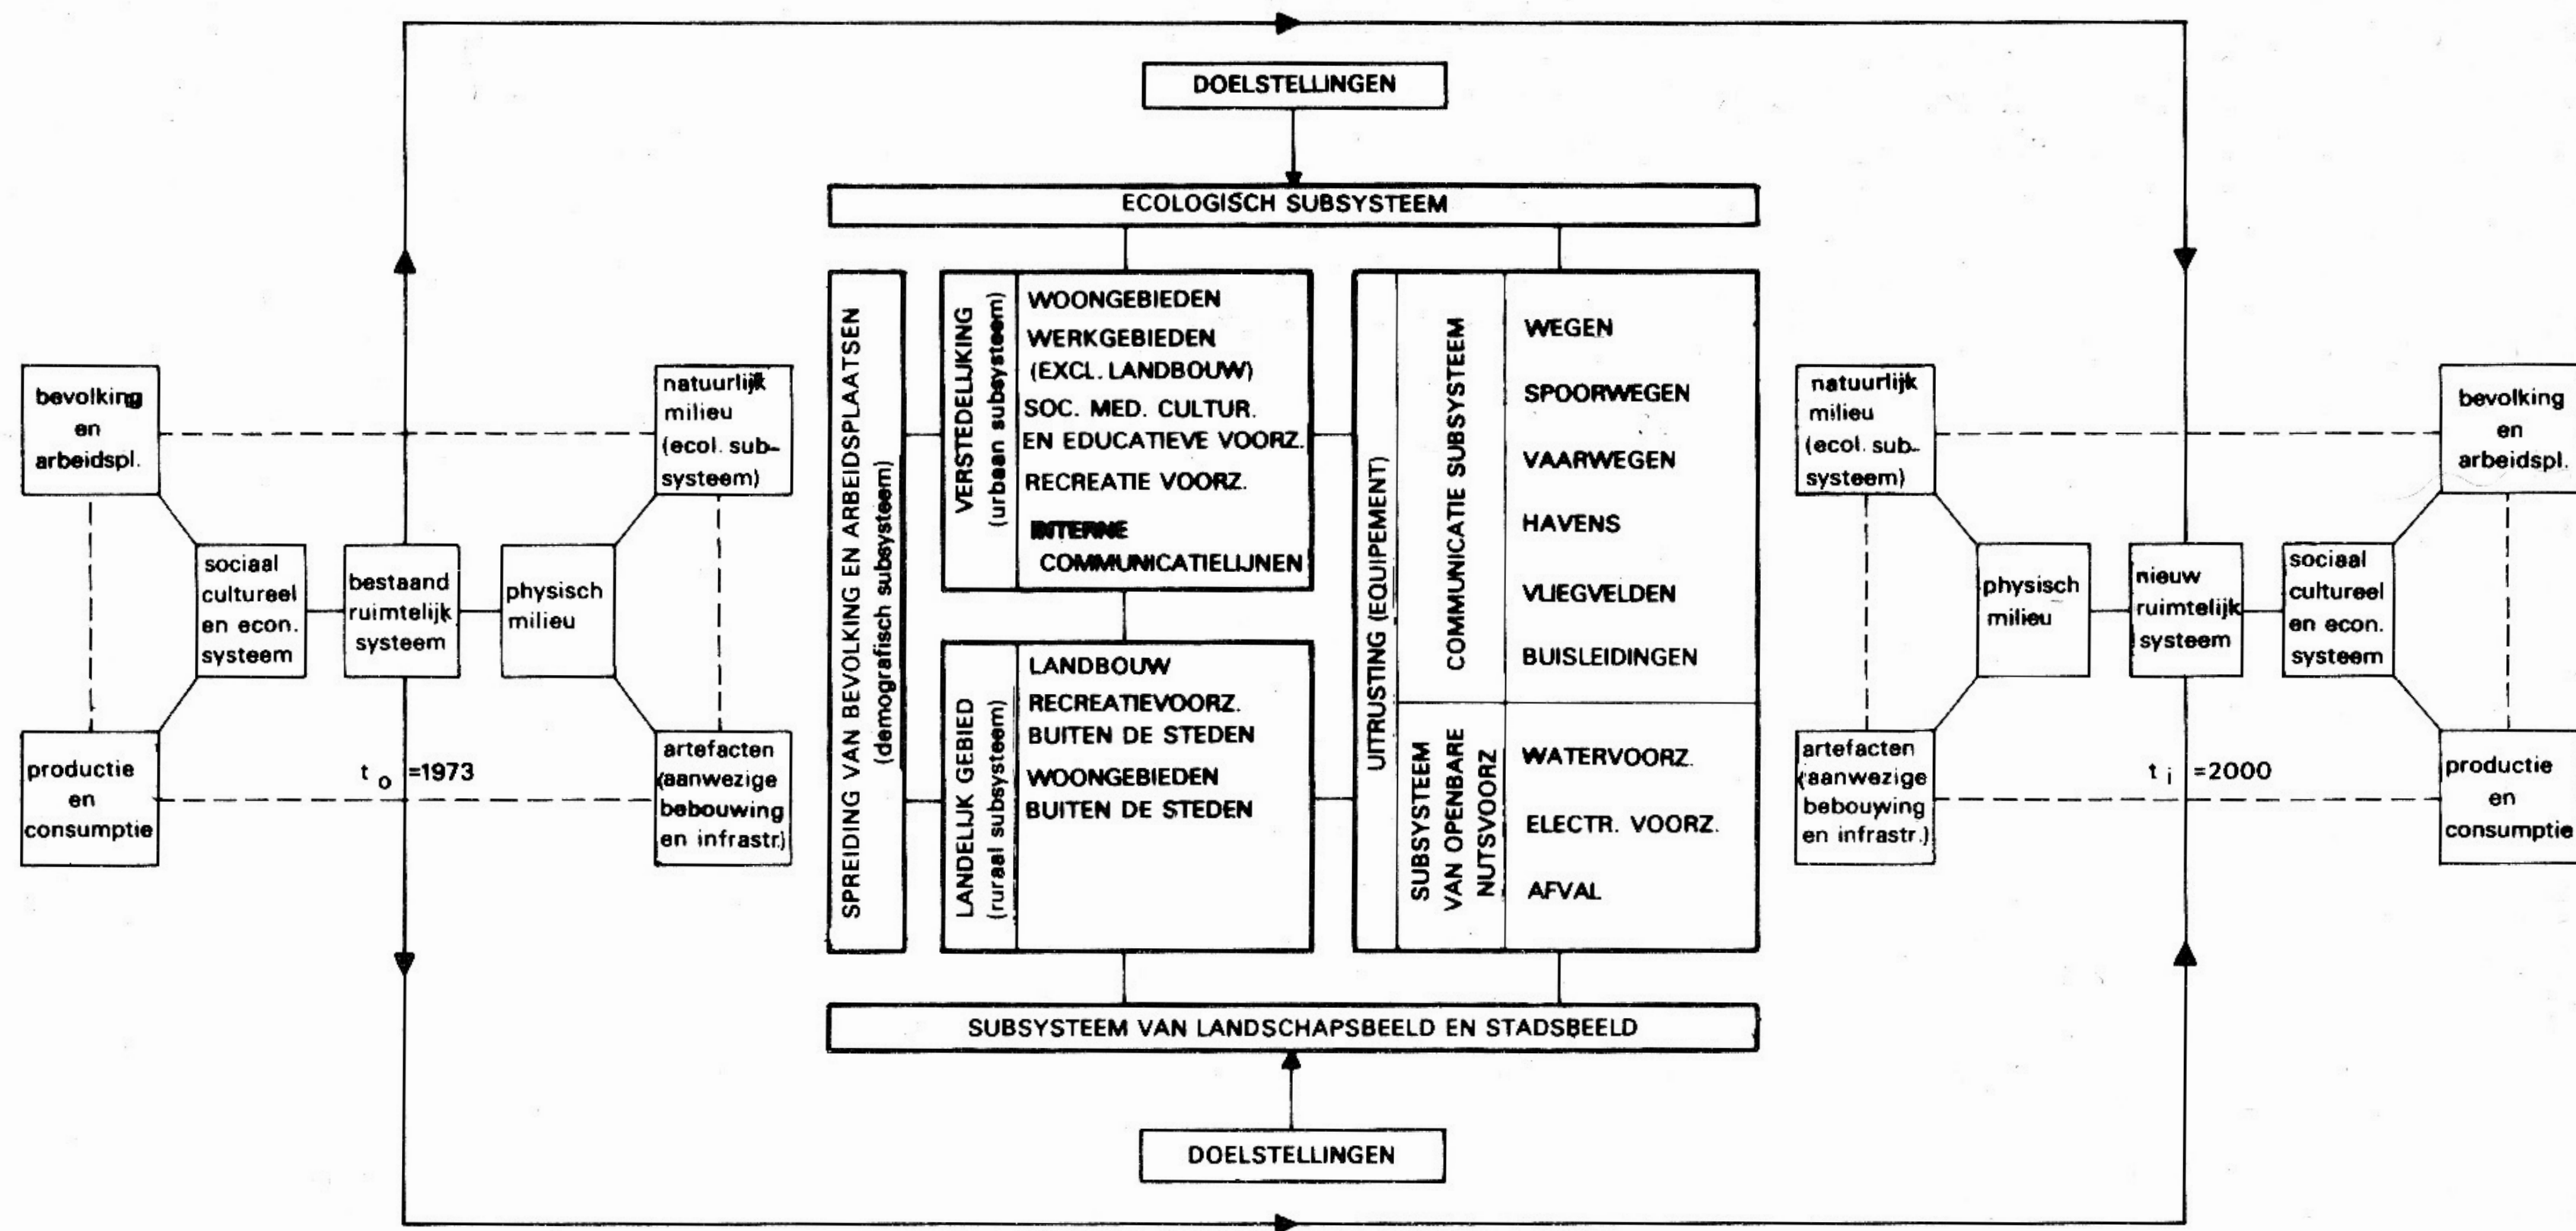 DOELSTELLINGEN
ECOLOGISCH SUBSYSTEEM
bevolking
en
arbeidspl.
natuurlijk
milieu
(ecol. sub-
systeem)
sociaal
cultureel
en econ.
systeem
bestaand
ruimtelijk
systeem
physisch
milieu
productie
en
consumptie
t o =1973
artefacten
(aanwezige
bebouwing
en infrastr.)
SPREIDING VAN BEVOLKING EN ARBEIDSPLAATSEN
(demografisch subsysteem)
VERSTEDELIJKING
(urbaan subsysteem)
WOONGEBIEDEN
WERKGEBIEDEN
(EXCL. LANDBOUW)
SOC. MED. CULTUR.
EN EDUCATIEVE VOORZ.
RECREATIE VOORZ.
INTERNE
COMMUNICATIELIJNEN
LANDELIJK GEBIED
(ruraal subsysteem)
LANDBOUW
RECREATIEVOORZ.
BUITEN DE STEDEN
WOONGEBIEDEN
BUITEN DE STEDEN
UITRUSTING (EQUIPEMENT)
COMMUNICATIE SUBSYSTEEM
WEGEN
SPOORWEGEN
VAARWEGEN
HAVENS
VLIEGVELDEN
BUISLEIDINGEN
SUBSYSTEEM
VAN OPENBARE
NUTSVOORZ
WATERVOORZ.
ELECTR. VOORZ.
AFVAL
natuurlijk
milieu
(ecol. sub-
systeem)
bevolking
en
arbeidspl.
physisch
milieu
nieuw
ruimtelijk
systeem
sociaal
cultureel
en econ.
systeem
artefacten
(aanwezige
bebouwing
en infrastr.)
t i =2000
productie
en
consumptie
SUBSYSTEEM VAN LANDSCHAPSBEELD EN STADSBEELD
DOELSTELLINGEN